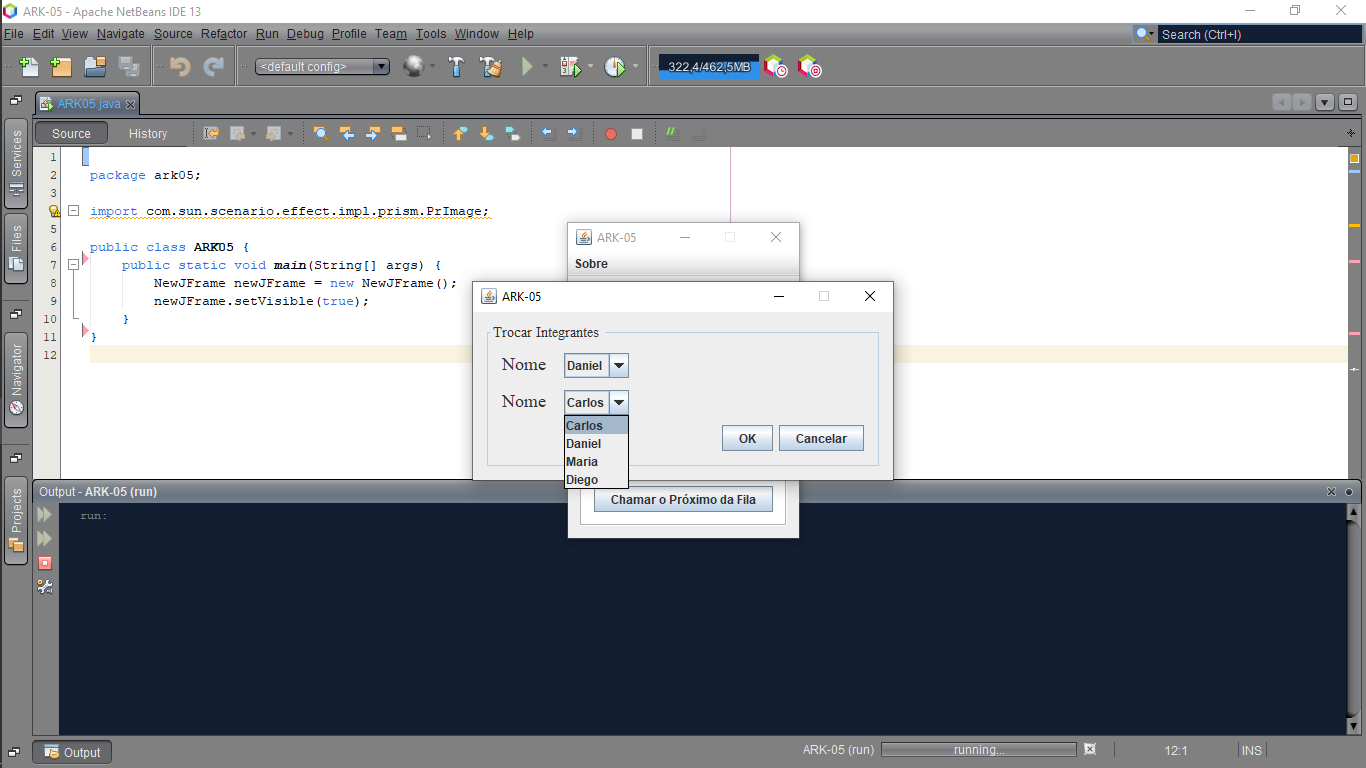 ARK-05 - Apache NetBeans IDE 13
File Edit View Navigate Source Refactor Run Debug Profile Team Tools Window Help
Search (Ctrl+I)
<default config>
322,4/462,5MB
ARK05.java
Source History
Services
Files
Navigator
Projects
1
2 package ark05;
3
import com.sun.scenario.effect.impl.prism.PrImage;
5
6 public class ARK05 {
7 public static void main(String[] args) {
8 NewJFrame newJFrame = new NewJFrame();
9 newJFrame.setVisible(true);
10 }
11 }
12
ARK-05
Sobre
ARK-05
Trocar Integrantes
Nome Daniel
Nome Carlos
Carlos
Daniel
Maria
Diego
OK Cancelar
Chamar o Próximo da Fila
Output - ARK-05 (run)
run:
Output
ARK-05 (run) running... 12:1 INS